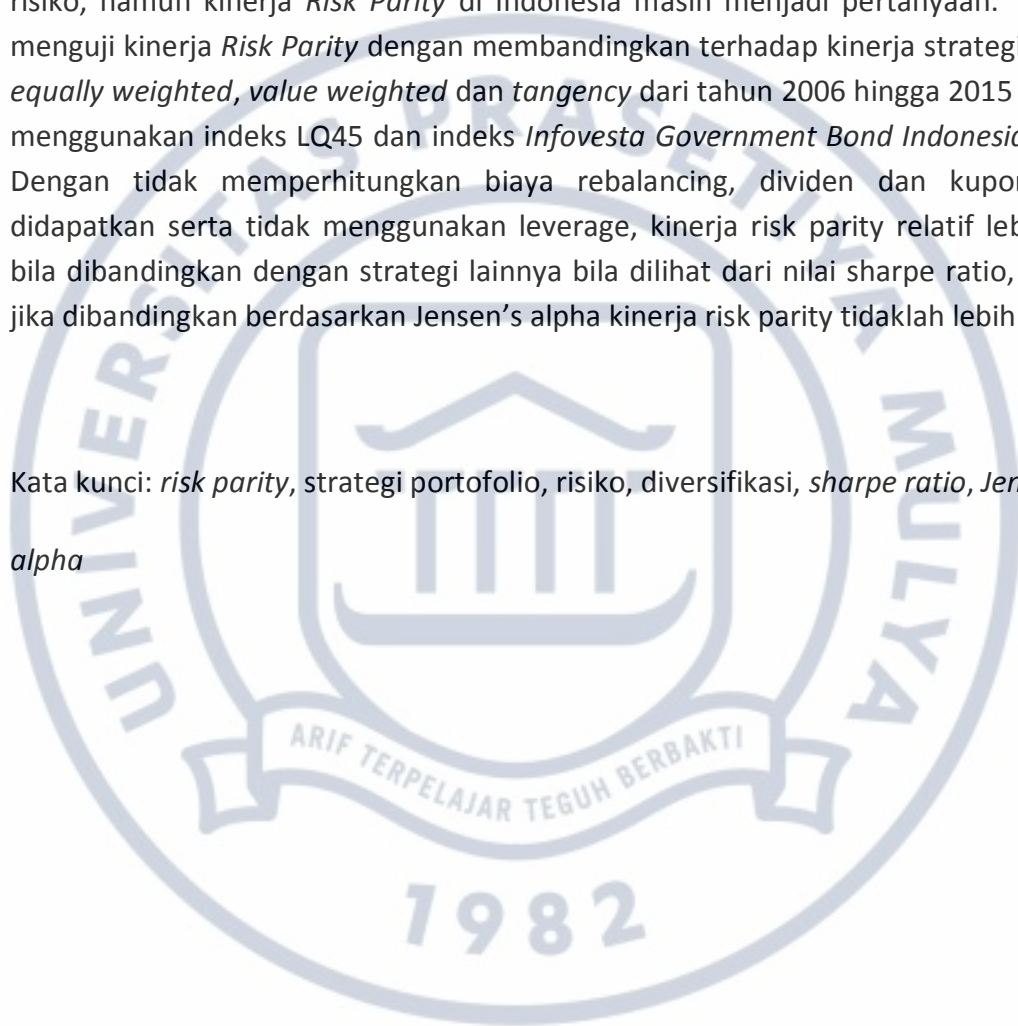 risiko, namun kinerja Risk Parity di Indonesia masih menjadi pertanyaan.
menguji kinerja Risk Parity dengan membandingkan terhadap kinerja strategi
equally weighted, value weighted dan tangency dari tahun 2006 hingga 2015
menggunakan indeks LQ45 dan indeks Infovesta Government Bond Indonesia
Dengan tidak memperhitungkan biaya rebalancing, dividen dan kupon
didapatkan serta tidak menggunakan leverage, kinerja risk parity relatif
bila dibandingkan dengan strategi lainnya bila dilihat dari nilai sharpe ratio,
jika dibandingkan berdasarkan Jensen's alpha kinerja risk parity tidaklah lebih
Kata kunci: risk parity, strategi portofolio, risiko, diversifikasi, sharpe ratio,
alpha
UNIVERSITAS PRASETIYA MULYA
ARIF TERPELAJAR TEGUH BERBAKTI
1982